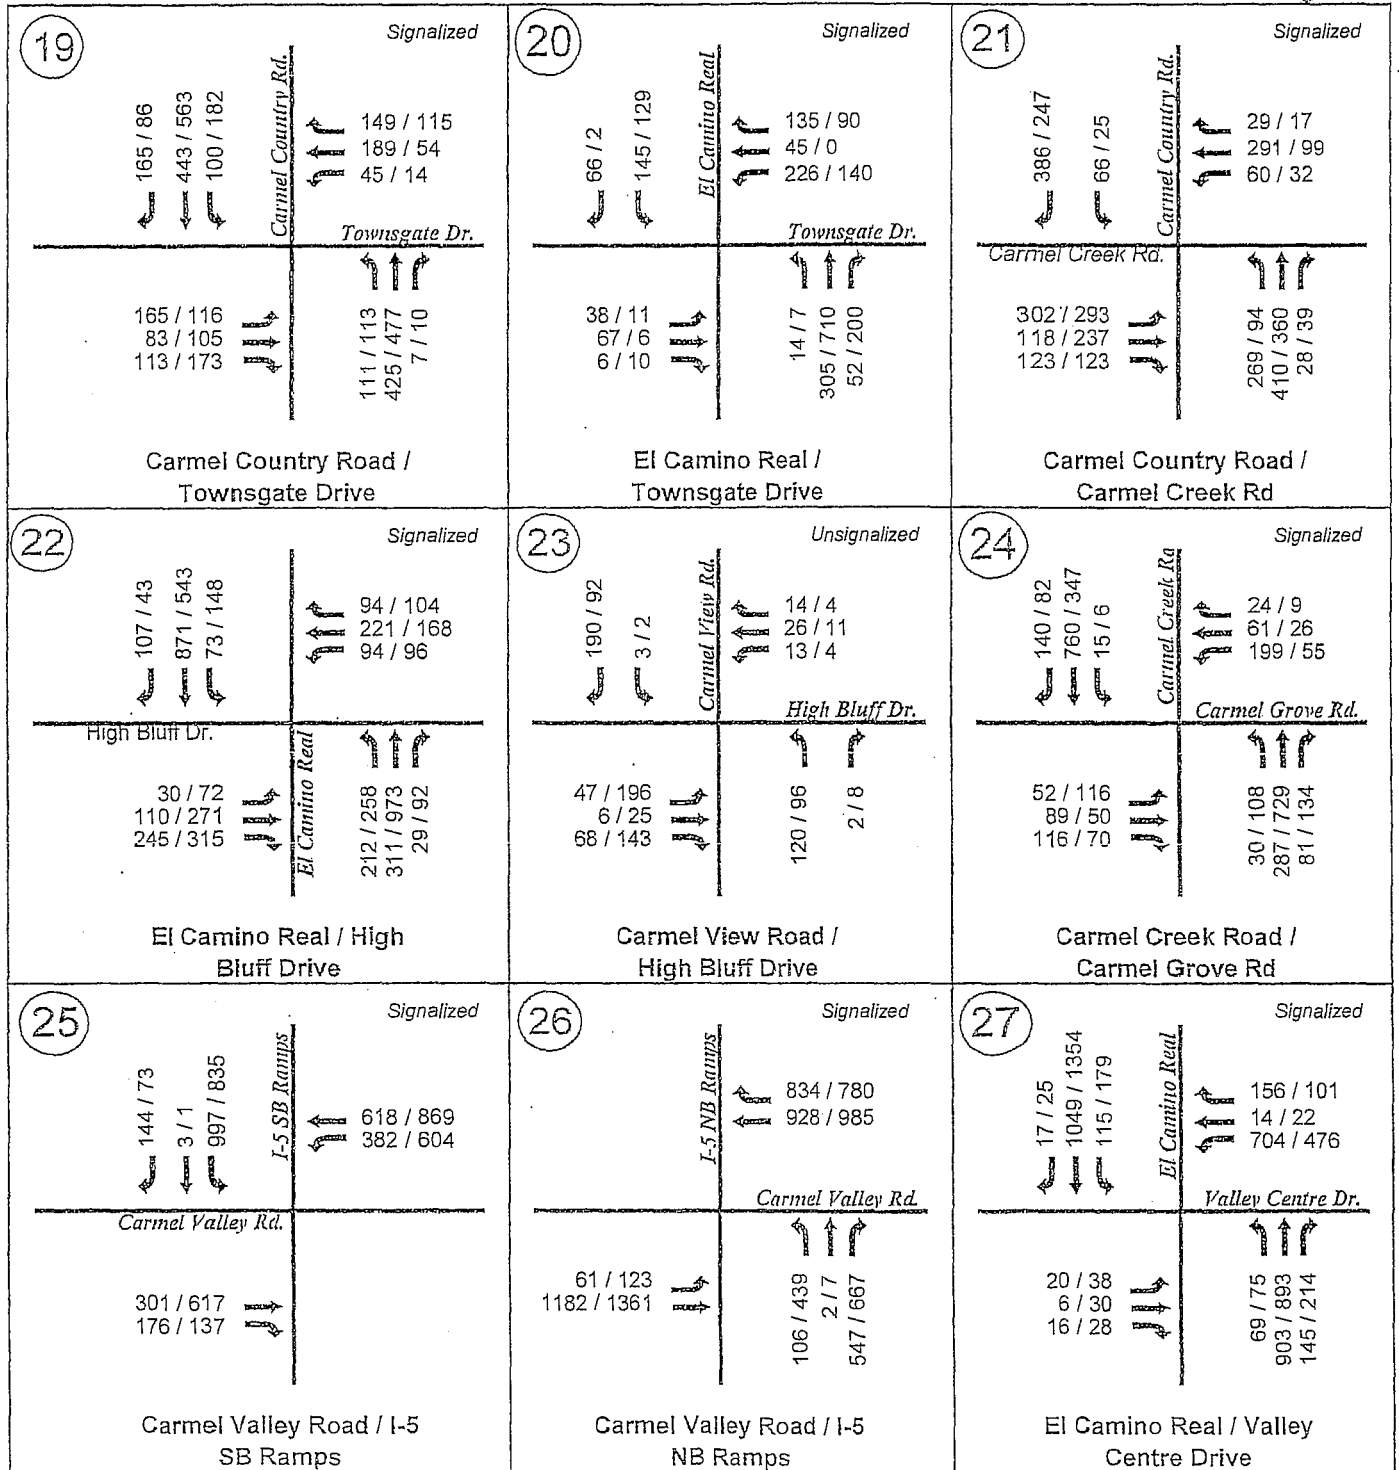 19
Signalized
165 / 86
443 / 563
100 / 182
Carmel Country Rd.
149 / 115
189 / 54
45 / 14
Townsgate Dr.
165 / 116
83 / 105
113 / 173
111 / 113
425 / 477
7 / 10
Carmel Country Road /
Townsgate Drive
20
Signalized
66 / 2
145 / 129
El Camino Real
135 / 90
45 / 0
226 / 140
Townsgate Dr.
38 / 11
67 / 6
6 / 10
14 / 7
305 / 710
52 / 200
El Camino Real /
Townsgate Drive
21
Signalized
386 / 247
66 / 25
Carmel Country Rd.
29 / 17
291 / 99
60 / 32
Carmel Creek Rd.
302 / 293
118 / 237
123 / 123
269 / 94
410 / 360
28 / 39
Carmel Country Road /
Carmel Creek Rd
22
Signalized
107 / 43
871 / 543
73 / 148
94 / 104
221 / 168
94 / 96
High Bluff Dr.
El Camino Real
30 / 72
110 / 271
245 / 315
212 / 258
311 / 973
29 / 92
El Camino Real / High
Bluff Drive
23
Unsignalized
190 / 92
3 / 2
Carmel View Rd.
14 / 4
26 / 11
13 / 4
High Bluff Dr.
47 / 196
6 / 25
68 / 143
120 / 96
2 / 8
Carmel View Road /
High Bluff Drive
24
Signalized
140 / 82
760 / 347
15 / 6
Carmel Creek Ra
24 / 9
61 / 26
199 / 55
Carmel Grove Rd.
52 / 116
89 / 50
116 / 70
30 / 108
287 / 729
81 / 134
Carmel Creek Road /
Carmel Grove Rd
25
Signalized
144 / 73
3 / 1
997 / 835
I-5 SB Ramps
618 / 869
382 / 604
Carmel Valley Rd.
301 / 617
176 / 137
Carmel Valley Road / I-5
SB Ramps
26
Signalized
I-5 NB Ramps
834 / 780
928 / 985
Carmel Valley Rd.
61 / 123
1182 / 1361
106 / 439
2 / 7
547 / 667
Carmel Valley Road / I-5
NB Ramps
27
Signalized
17 / 25
1049 / 1354
115 / 179
El Camino Real
156 / 101
14 / 22
704 / 476
Valley Centre Dr.
20 / 38
6 / 30
16 / 28
69 / 75
903 / 893
145 / 214
El Camino Real / Valley
Centre Drive